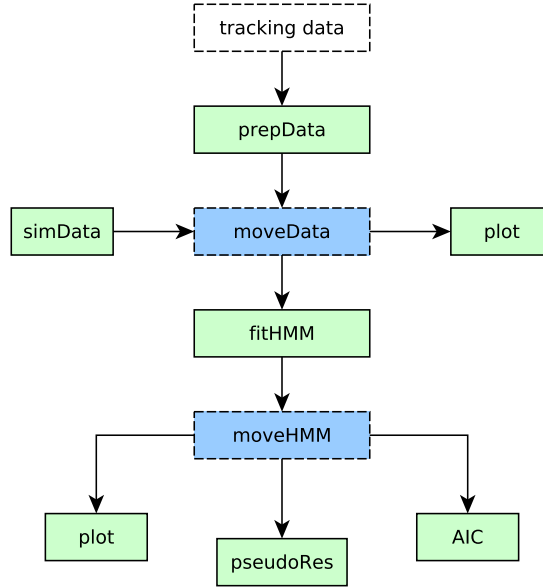 tracking data
prepData
simData
moveData
plot
fitHMM
moveHMM
plot
pseudoRes
AIC